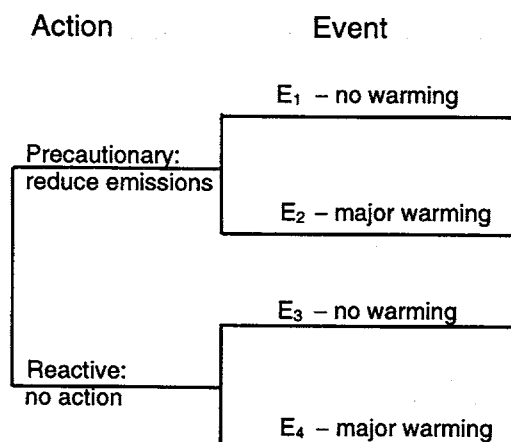 Action
Event
E₁ – no warming
Precautionary:
reduce emissions
E₂ – major warming
E₃ – no warming
Reactive:
no action
E₄ – major warming